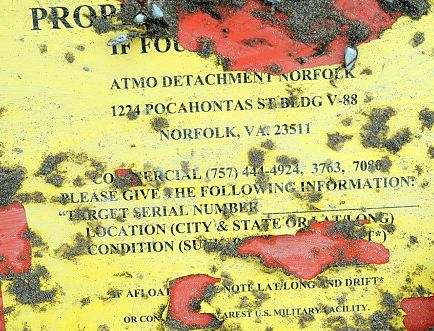 PROP
IF FOU
ATMO DETACHMENT NORFOLK
1224 POCAHONTAS ST BLDG V-88
NORFOLK, VA. 23511
COMMERCIAL (757) 444-4924, 3763, 7080
PLEASE GIVE THE FOLLOWING INFORMATION:
"TARGET SERIAL NUMBER
LOCATION (CITY & STATE OR LAT/LONG)
CONDITION (SU T*)
IF AFLOAT NOTE LAT/LONG AND DRIFT*
OR CON AREST U.S. MILITARY FACILITY.